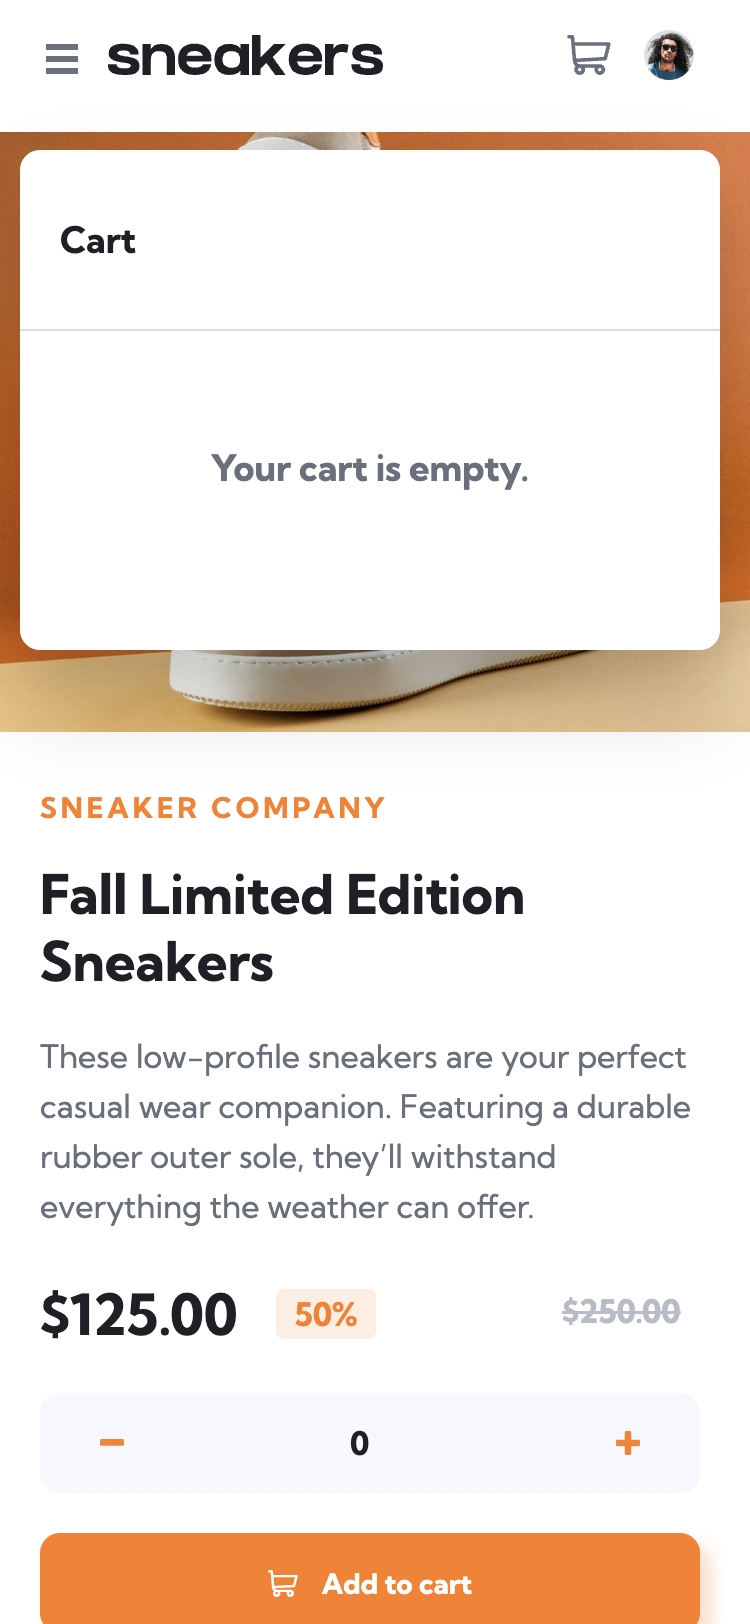 sneakers
Cart
Your cart is empty.
SNEAKER COMPANY
Fall Limited Edition
Sneakers
These low-profile sneakers are your perfect
casual wear companion. Featuring a durable
rubber outer sole, they’ll withstand
everything the weather can offer.
$125.00 50% $250.00
0
Add to cart